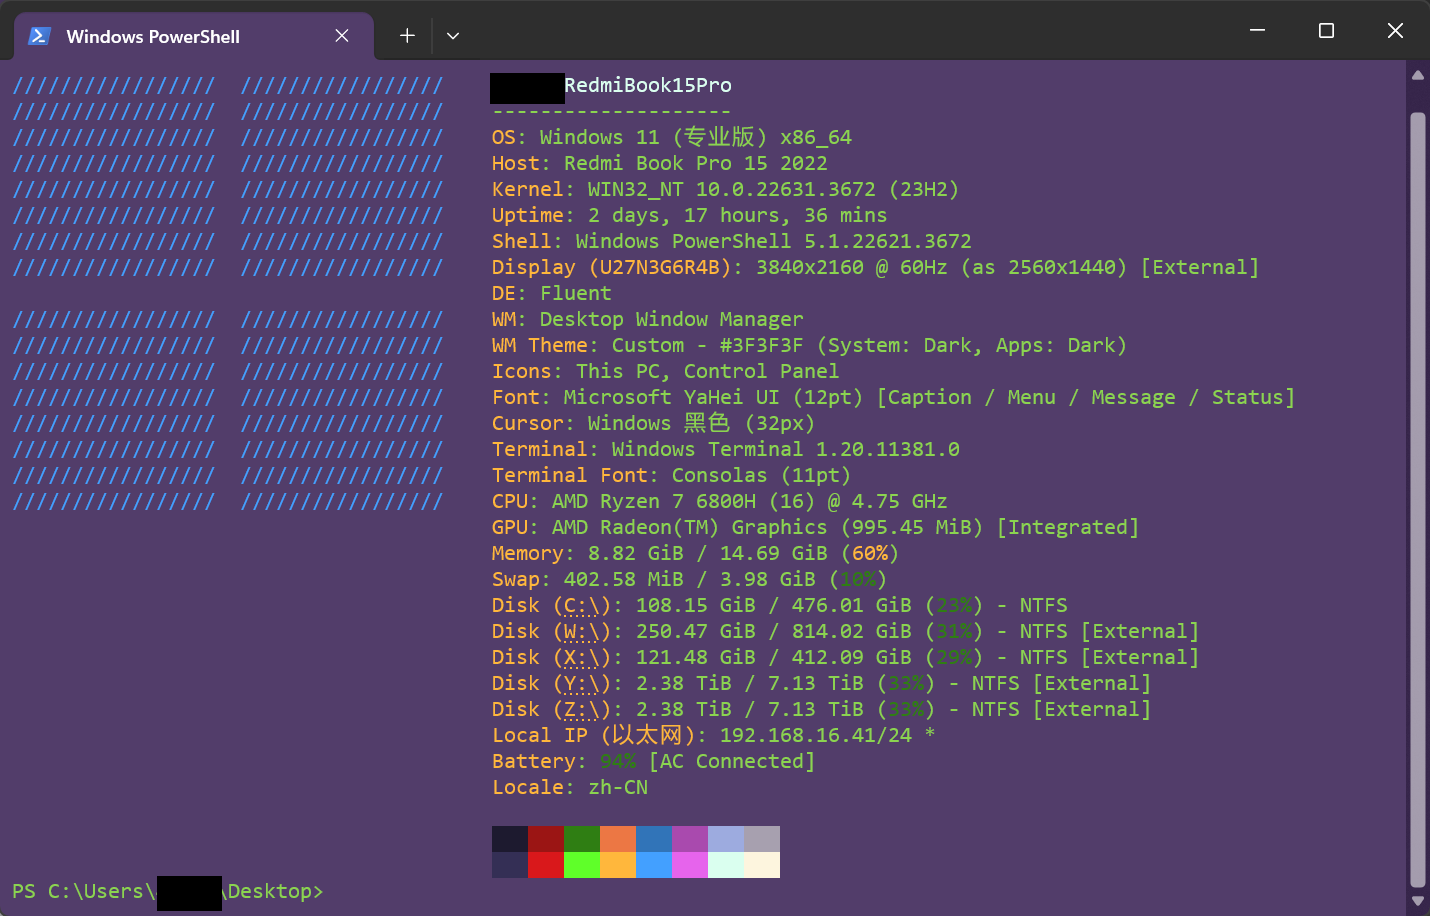 Windows PowerShell
///////////////// ///////////////// RedmiBook15Pro
///////////////// ///////////////// --------------------
///////////////// ///////////////// OS: Windows 11 (专业版) x86_64
///////////////// ///////////////// Host: Redmi Book Pro 15 2022
///////////////// ///////////////// Kernel: WIN32_NT 10.0.22631.3672 (23H2)
///////////////// ///////////////// Uptime: 2 days, 17 hours, 36 mins
///////////////// ///////////////// Shell: Windows PowerShell 5.1.22621.3672
///////////////// ///////////////// Display (U27N3G6R4B): 3840x2160 @ 60Hz (as 2560x1440) [External]
DE: Fluent
///////////////// ///////////////// WM: Desktop Window Manager
///////////////// ///////////////// WM Theme: Custom - #3F3F3F (System: Dark, Apps: Dark)
///////////////// ///////////////// Icons: This PC, Control Panel
///////////////// ///////////////// Font: Microsoft YaHei UI (12pt) [Caption / Menu / Message / Status]
///////////////// ///////////////// Cursor: Windows 黑色 (32px)
///////////////// ///////////////// Terminal: Windows Terminal 1.20.11381.0
///////////////// ///////////////// Terminal Font: Consolas (11pt)
///////////////// ///////////////// CPU: AMD Ryzen 7 6800H (16) @ 4.75 GHz
GPU: AMD Radeon(TM) Graphics (995.45 MiB) [Integrated]
Memory: 8.82 GiB / 14.69 GiB (60%)
Swap: 402.58 MiB / 3.98 GiB (10%)
Disk (C:\): 108.15 GiB / 476.01 GiB (23%) - NTFS
Disk (W:\): 250.47 GiB / 814.02 GiB (31%) - NTFS [External]
Disk (X:\): 121.48 GiB / 412.09 GiB (29%) - NTFS [External]
Disk (Y:\): 2.38 TiB / 7.13 TiB (33%) - NTFS [External]
Disk (Z:\): 2.38 TiB / 7.13 TiB (33%) - NTFS [External]
Local IP (以太网): 192.168.16.41/24 *
Battery: 94% [AC Connected]
Locale: zh-CN
PS C:\Users\ \Desktop>